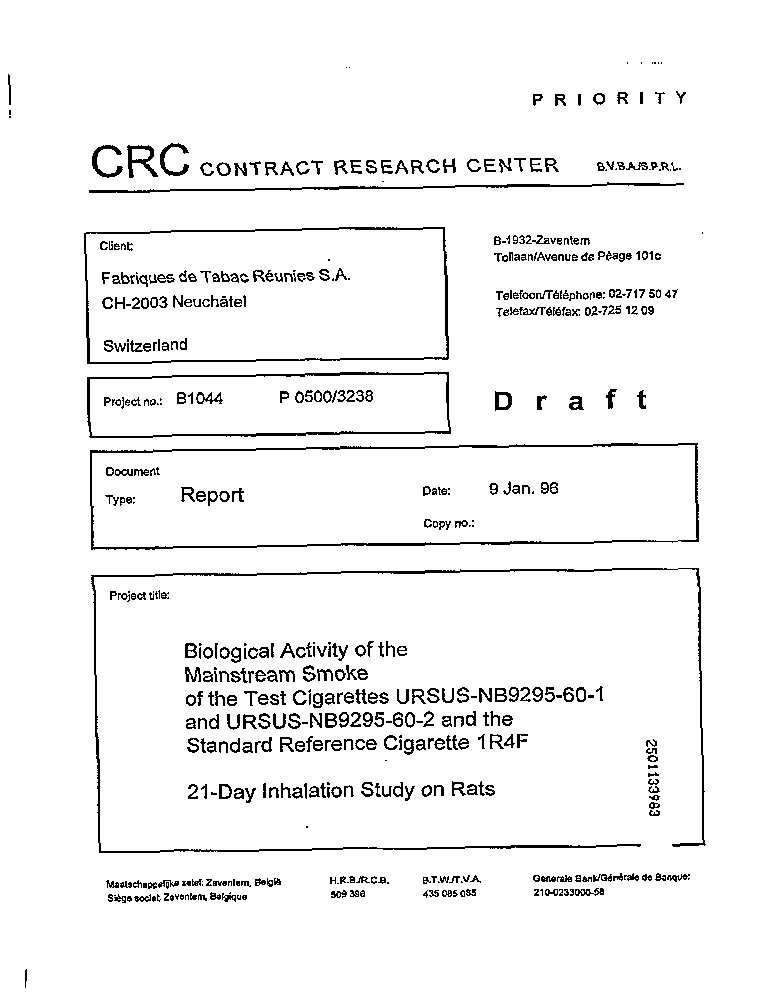 PRIORITY
CRC CONTRACT RESEARCH CENTER B.V.B.A./S.P.R.L.
B-1932-Zaventem
Tollaan/Avenue de Péage 101c
Telefoon/Téléphone: 02-717 50 47
Telefax/Téléfax: 02-725 12 09
Client:
Fabriques de Tabac Réunies S.A.
CH-2003 Neuchâtel
Switzerland
Project no.: B1044 P 0500/3238
Draft
Document
Type: Report
Date: 9 Jan. 96
Copy no.:
Project title:
Biological Activity of the
Mainstream Smoke
of the Test Cigarettes URSUS-NB9295-60-1
and URSUS-NB9295-60-2 and the
Standard Reference Cigarette 1R4F
21-Day Inhalation Study on Rats
Maatschappelijke zetel: Zaventem, België
Siège social: Zaventem, Belgique
H.R.B./R.C.B.
509 396
B.T.W./T.V.A.
435 085 085
Generale Bank/Générale de Banque:
210-0233000-58